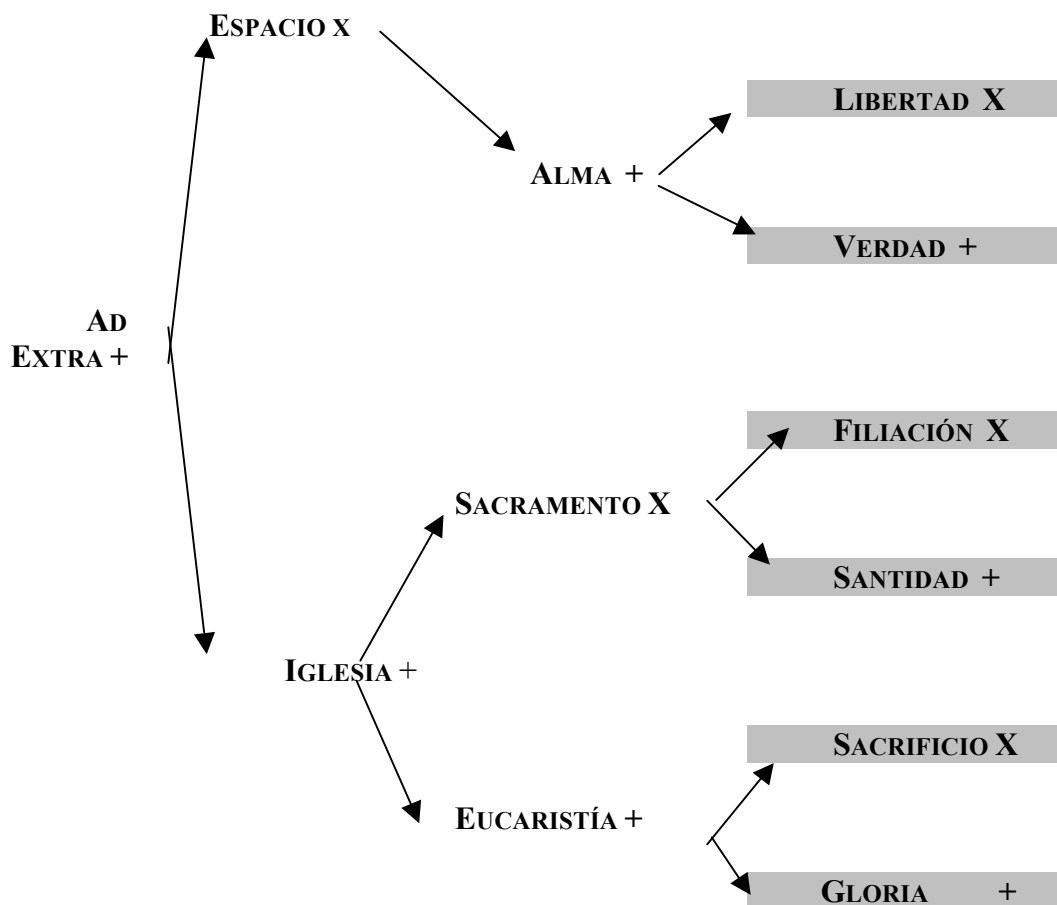 ESPACIO X
LIBERTAD X
ALMA +
VERDAD +
AD
EXTRA +
FILIACIÓN X
SACRAMENTO X
SANTIDAD +
IGLESIA +
SACRIFICIO X
EUCARISTÍA +
GLORIA +